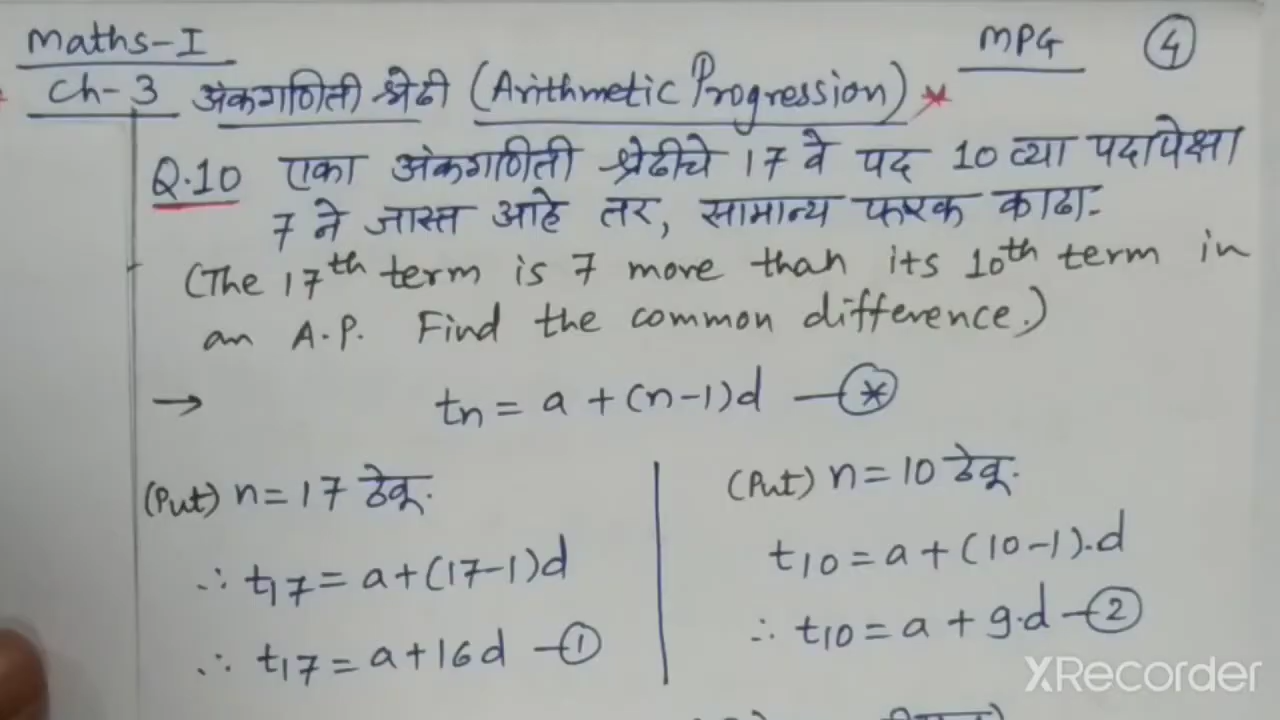 Maths-I MPG 4
Ch-3 अंकगणिती श्रेढी (Arithmetic Progression) *
Q.10 एका अंकगणिती श्रेढीचे 17 वे पद 10 व्या पदापेक्षा
7 ने जास्त आहे तर, सामान्य फरक काढा.
(The 17th term is 7 more than its 10th term in
an A.P. Find the common difference.)
→ tn = a + (n-1)d — *
(Put) n = 17 ठेवू.
∴ t17 = a + (17-1)d
∴ t17 = a + 16d — 1
(Put) n = 10 ठेवू.
t10 = a + (10-1).d
∴ t10 = a + 9.d — 2
XRecorder